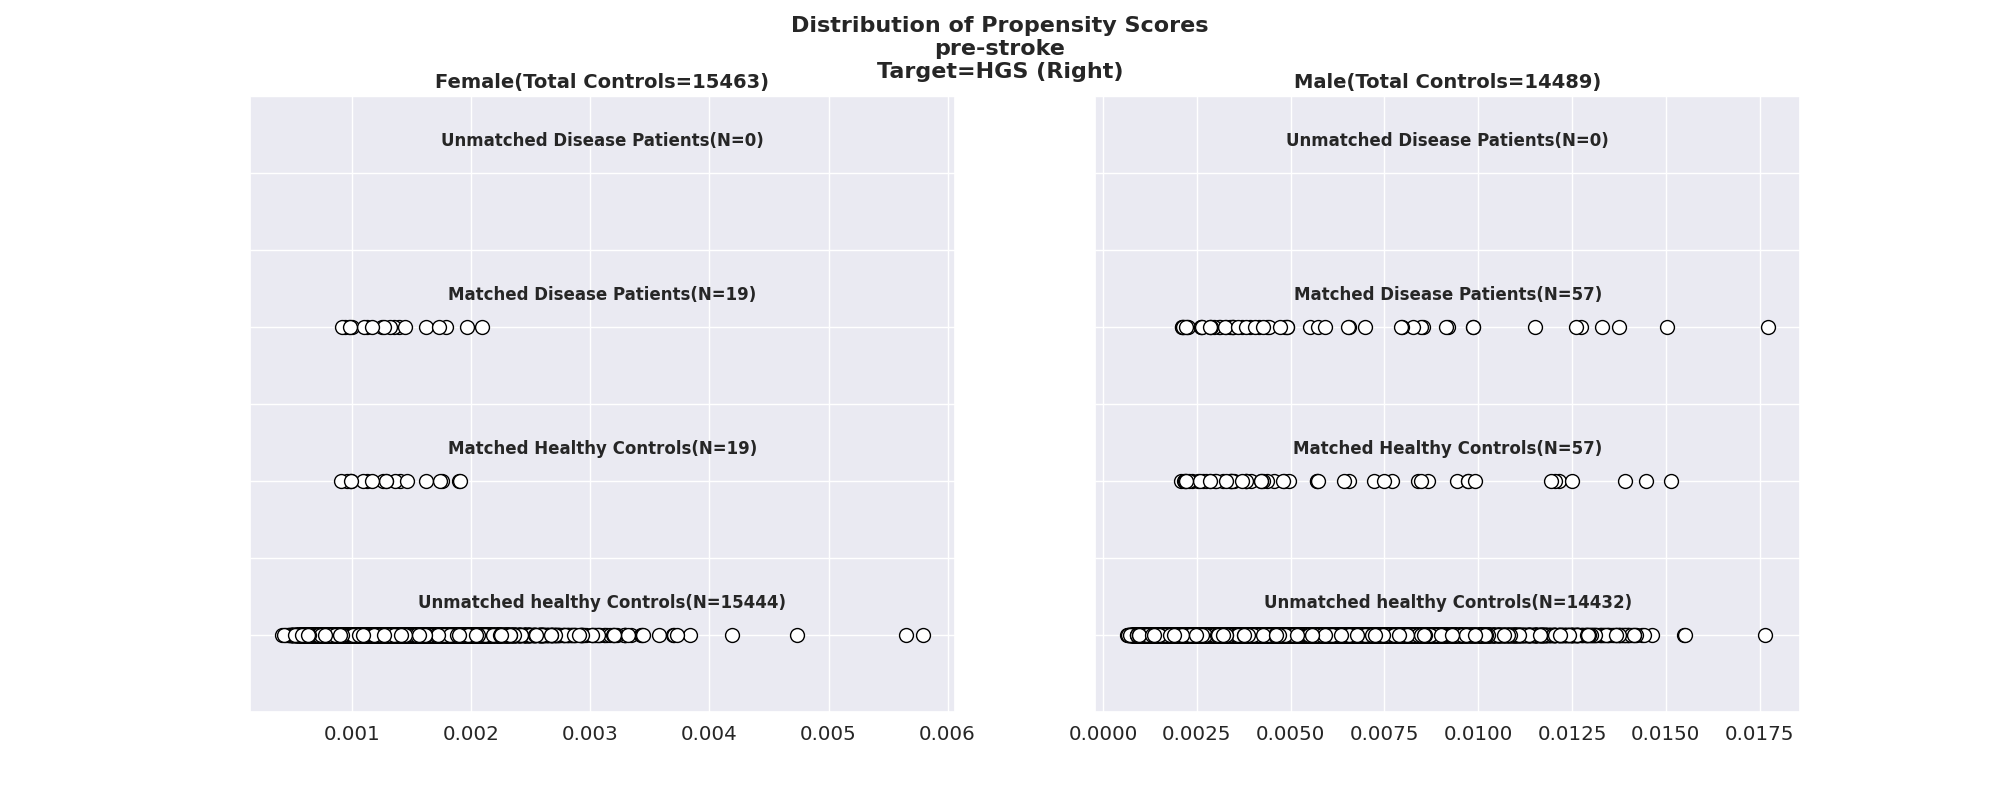 Distribution of Propensity Scores
pre-stroke
Target=HGS (Right)
Female(Total Controls=15463)
Unmatched Disease Patients(N=0)
Matched Disease Patients(N=19)
Matched Healthy Controls(N=19)
Unmatched healthy Controls(N=15444)
0.001 0.002 0.003 0.004 0.005 0.006
Male(Total Controls=14489)
Unmatched Disease Patients(N=0)
Matched Disease Patients(N=57)
Matched Healthy Controls(N=57)
Unmatched healthy Controls(N=14432)
0.0000 0.0025 0.0050 0.0075 0.0100 0.0125 0.0150 0.0175